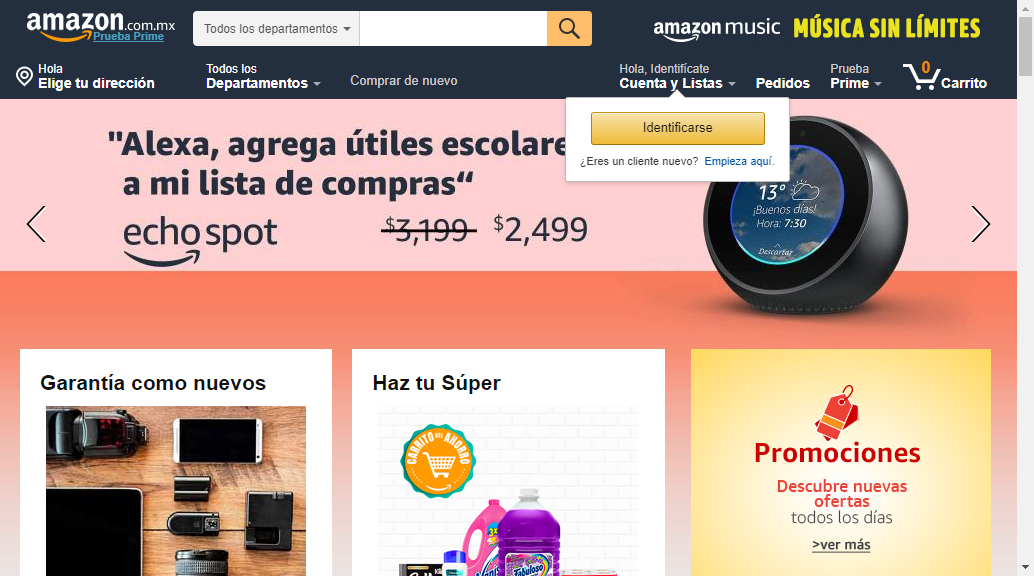 amazon.com.mx
Prueba Prime
Todos los departamentos
amazon music MÚSICA SIN LÍMITES
Hola
Elige tu dirección
Todos los
Departamentos
Comprar de nuevo
Hola, Identifícate
Cuenta y Listas
Pedidos
Prueba
Prime
0
Carrito
Identificarse
¿Eres un cliente nuevo? Empieza aquí.
"Alexa, agrega útiles escolare
a mi lista de compras“
echo spot
$3,199 $2,499
13°
¡Buenos días!
Hora: 7:30
Descartar
Garantía como nuevos
Haz tu Súper
CARRITO DEL AHORRO
Fabuloso
Promociones
Descubre nuevas
ofertas
todos los días
>ver más